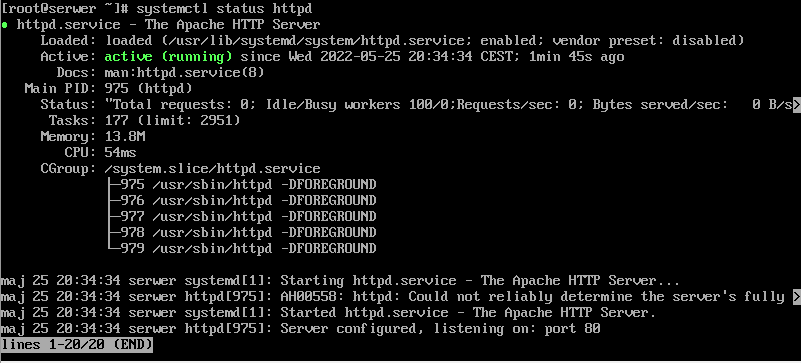 [root@serwer ~]# systemctl status httpd
● httpd.service - The Apache HTTP Server
     Loaded: loaded (/usr/lib/systemd/system/httpd.service; enabled; vendor preset: disabled)
     Active: active (running) since Wed 2022-05-25 20:34:34 CEST; 1min 45s ago
       Docs: man:httpd.service(8)
   Main PID: 975 (httpd)
     Status: "Total requests: 0; Idle/Busy workers 100/0;Requests/sec: 0; Bytes served/sec:   0 B/s>
      Tasks: 177 (limit: 2951)
     Memory: 13.8M
        CPU: 54ms
     CGroup: /system.slice/httpd.service
             ├─975 /usr/sbin/httpd -DFOREGROUND
             ├─976 /usr/sbin/httpd -DFOREGROUND
             ├─977 /usr/sbin/httpd -DFOREGROUND
             ├─978 /usr/sbin/httpd -DFOREGROUND
             └─979 /usr/sbin/httpd -DFOREGROUND

maj 25 20:34:34 serwer systemd[1]: Starting httpd.service - The Apache HTTP Server...
maj 25 20:34:34 serwer httpd[975]: AH00558: httpd: Could not reliably determine the server's fully >
maj 25 20:34:34 serwer systemd[1]: Started httpd.service - The Apache HTTP Server.
maj 25 20:34:34 serwer httpd[975]: Server configured, listening on: port 80
lines 1-20/20 (END)